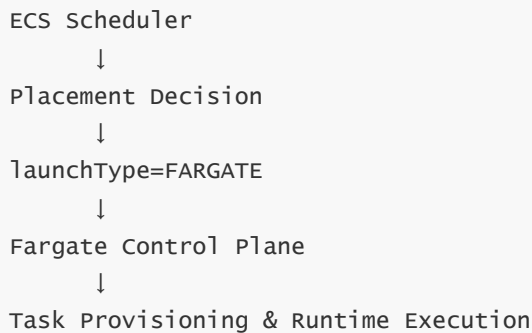 ECS Scheduler
↓
Placement Decision
↓
launchType=FARGATE
↓
Fargate Control Plane
↓
Task Provisioning & Runtime Execution